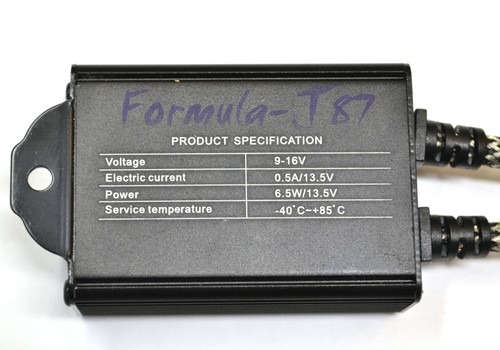 Formula-J87
PRODUCT SPECIFICATION
Voltage 9-16V
Electric current 0.5A/13.5V
Power 6.5W/13.5V
Service temperature -40°C~+85°C